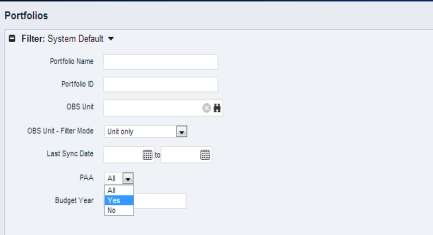 Portfolios
Filter: System Default
Portfolio Name
Portfolio ID
OBS Unit
OBS Unit - Filter Mode Unit only
Last Sync Date to
PAA All
All
Yes
Budget Year
No